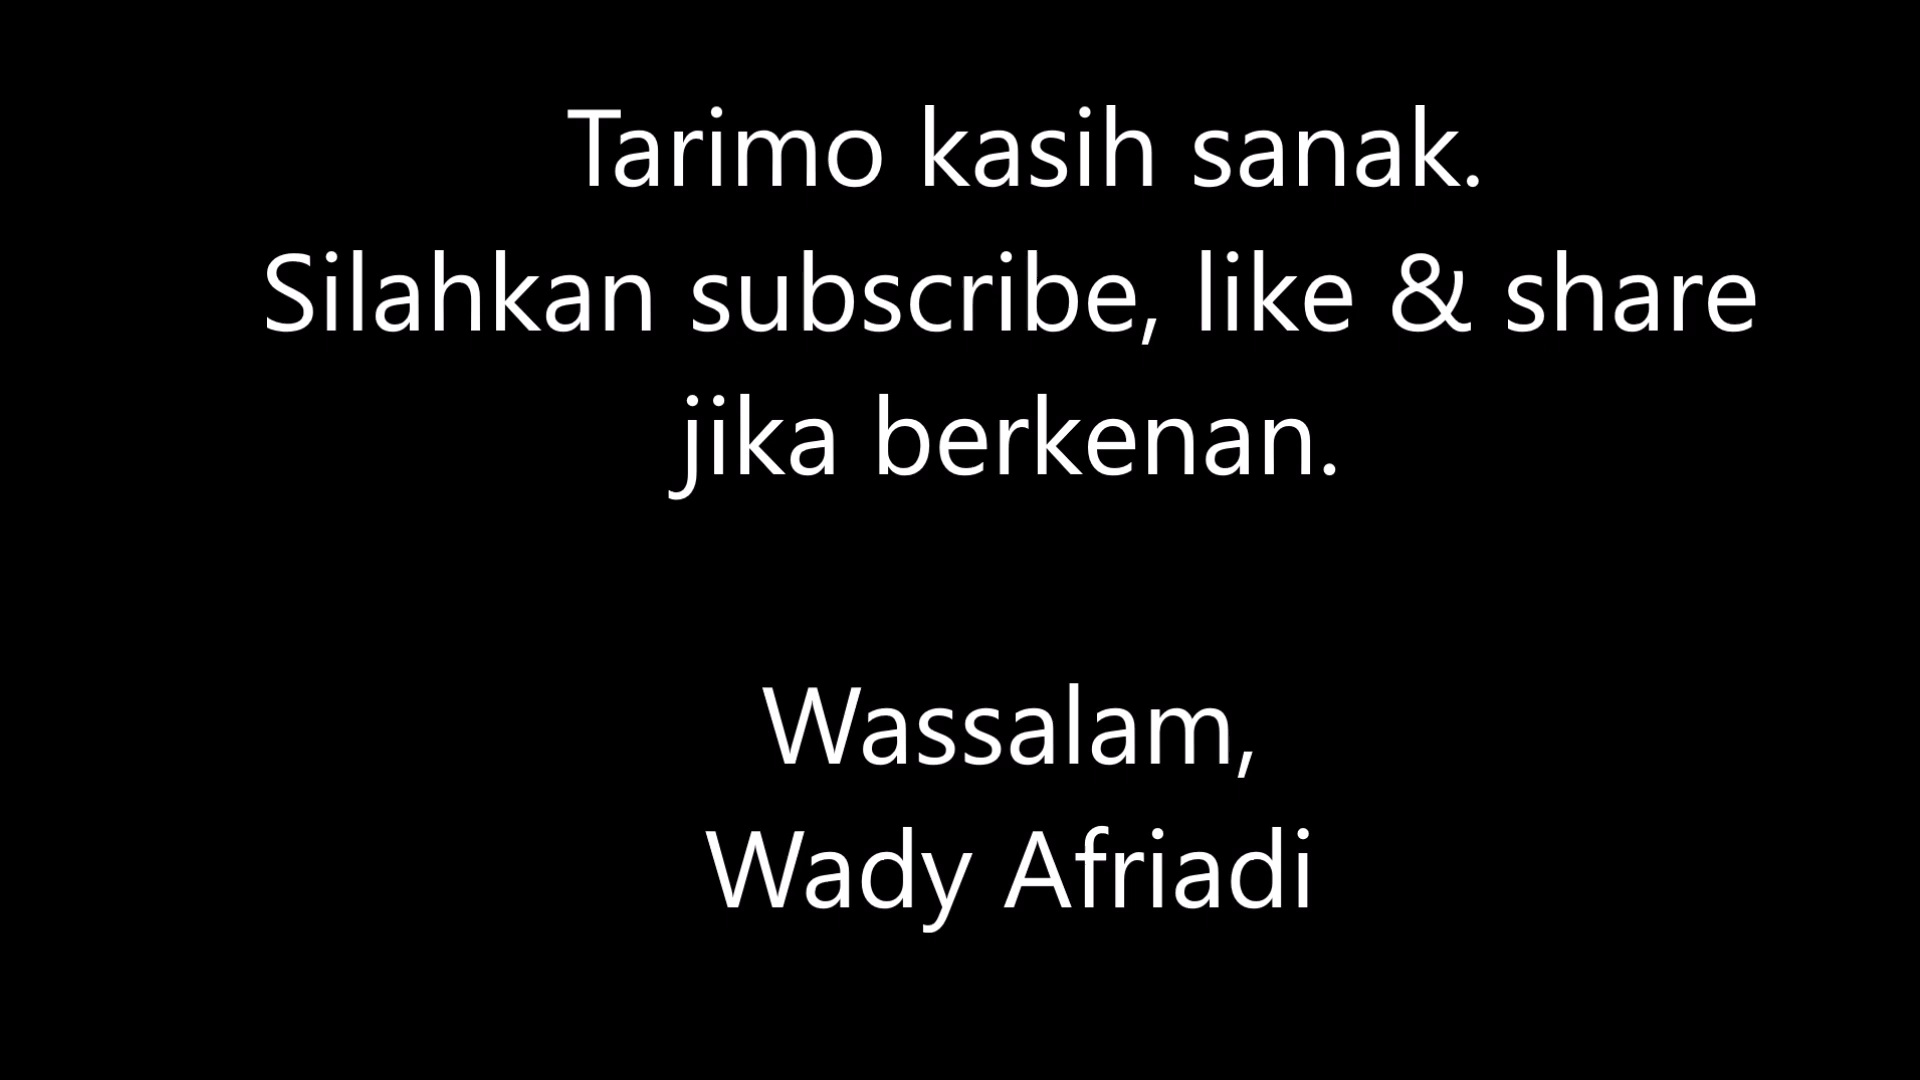 Tarimo kasih sanak.
Silahkan subscribe, like & share
jika berkenan.
Wassalam,
Wady Afriadi